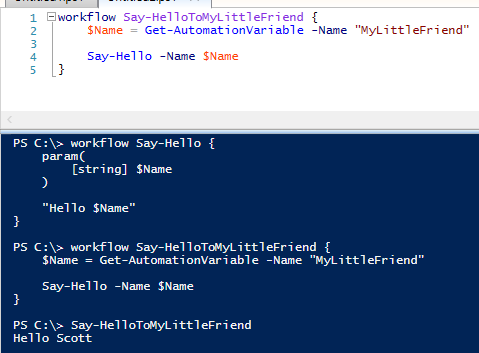 1 workflow Say-HelloToMyLittleFriend {
2 $Name = Get-AutomationVariable -Name "MyLittleFriend"
3
4 Say-Hello -Name $Name
5 }
PS C:\> workflow Say-Hello {
param(
[string] $Name
)
"Hello $Name"
}
PS C:\> workflow Say-HelloToMyLittleFriend {
$Name = Get-AutomationVariable -Name "MyLittleFriend"
Say-Hello -Name $Name
}
PS C:\> Say-HelloToMyLittleFriend
Hello Scott